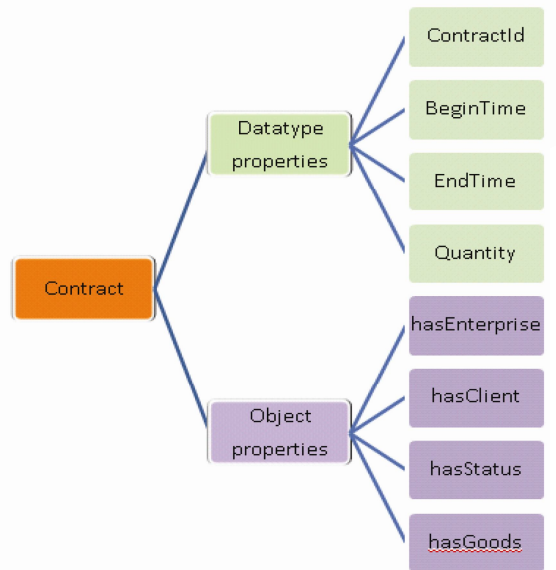 ContractId
Datatype
properties
BeginTime
EndTime
Quantity
Contract
hasEnterprise
Object
properties
hasClient
hasStatus
hasGoods